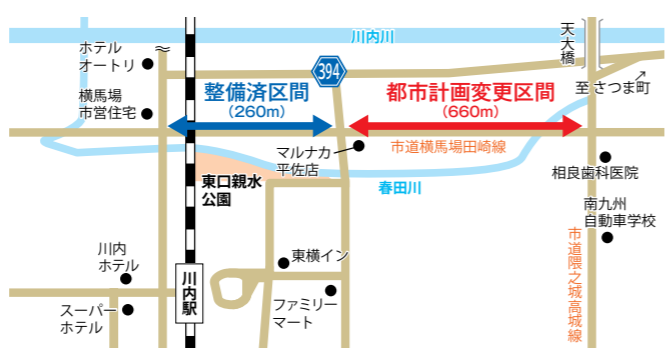 川内川
天大橋
ホテル
オートリ
394
至 さつま町
横馬場
市営住宅
整備済区間
（260m）
都市計画変更区間
（660m）
マルナカ
平佐店
市道横馬場田崎線
東口親水
公園
春田川
相良歯科医院
南九州
自動車学校
川内
ホテル
東横イン
川内駅
スーパー
ホテル
ファミリー
マート
市道隈之城高城線